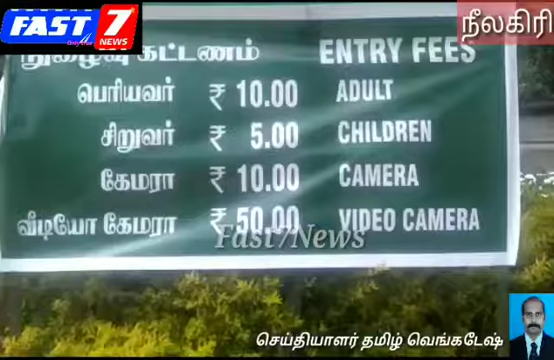 FAST 7
NEWS
நீலகிரி
நுழைவு கட்டணம் ENTRY FEES
பெரியவர் ₹ 10.00 ADULT
சிறுவர் ₹ 5.00 CHILDREN
கேமரா ₹ 10.00 CAMERA
வீடியோ கேமரா ₹ 50.00 VIDEO CAMERA
Fast7News
செய்தியாளர் தமிழ் வெங்கடேஷ்